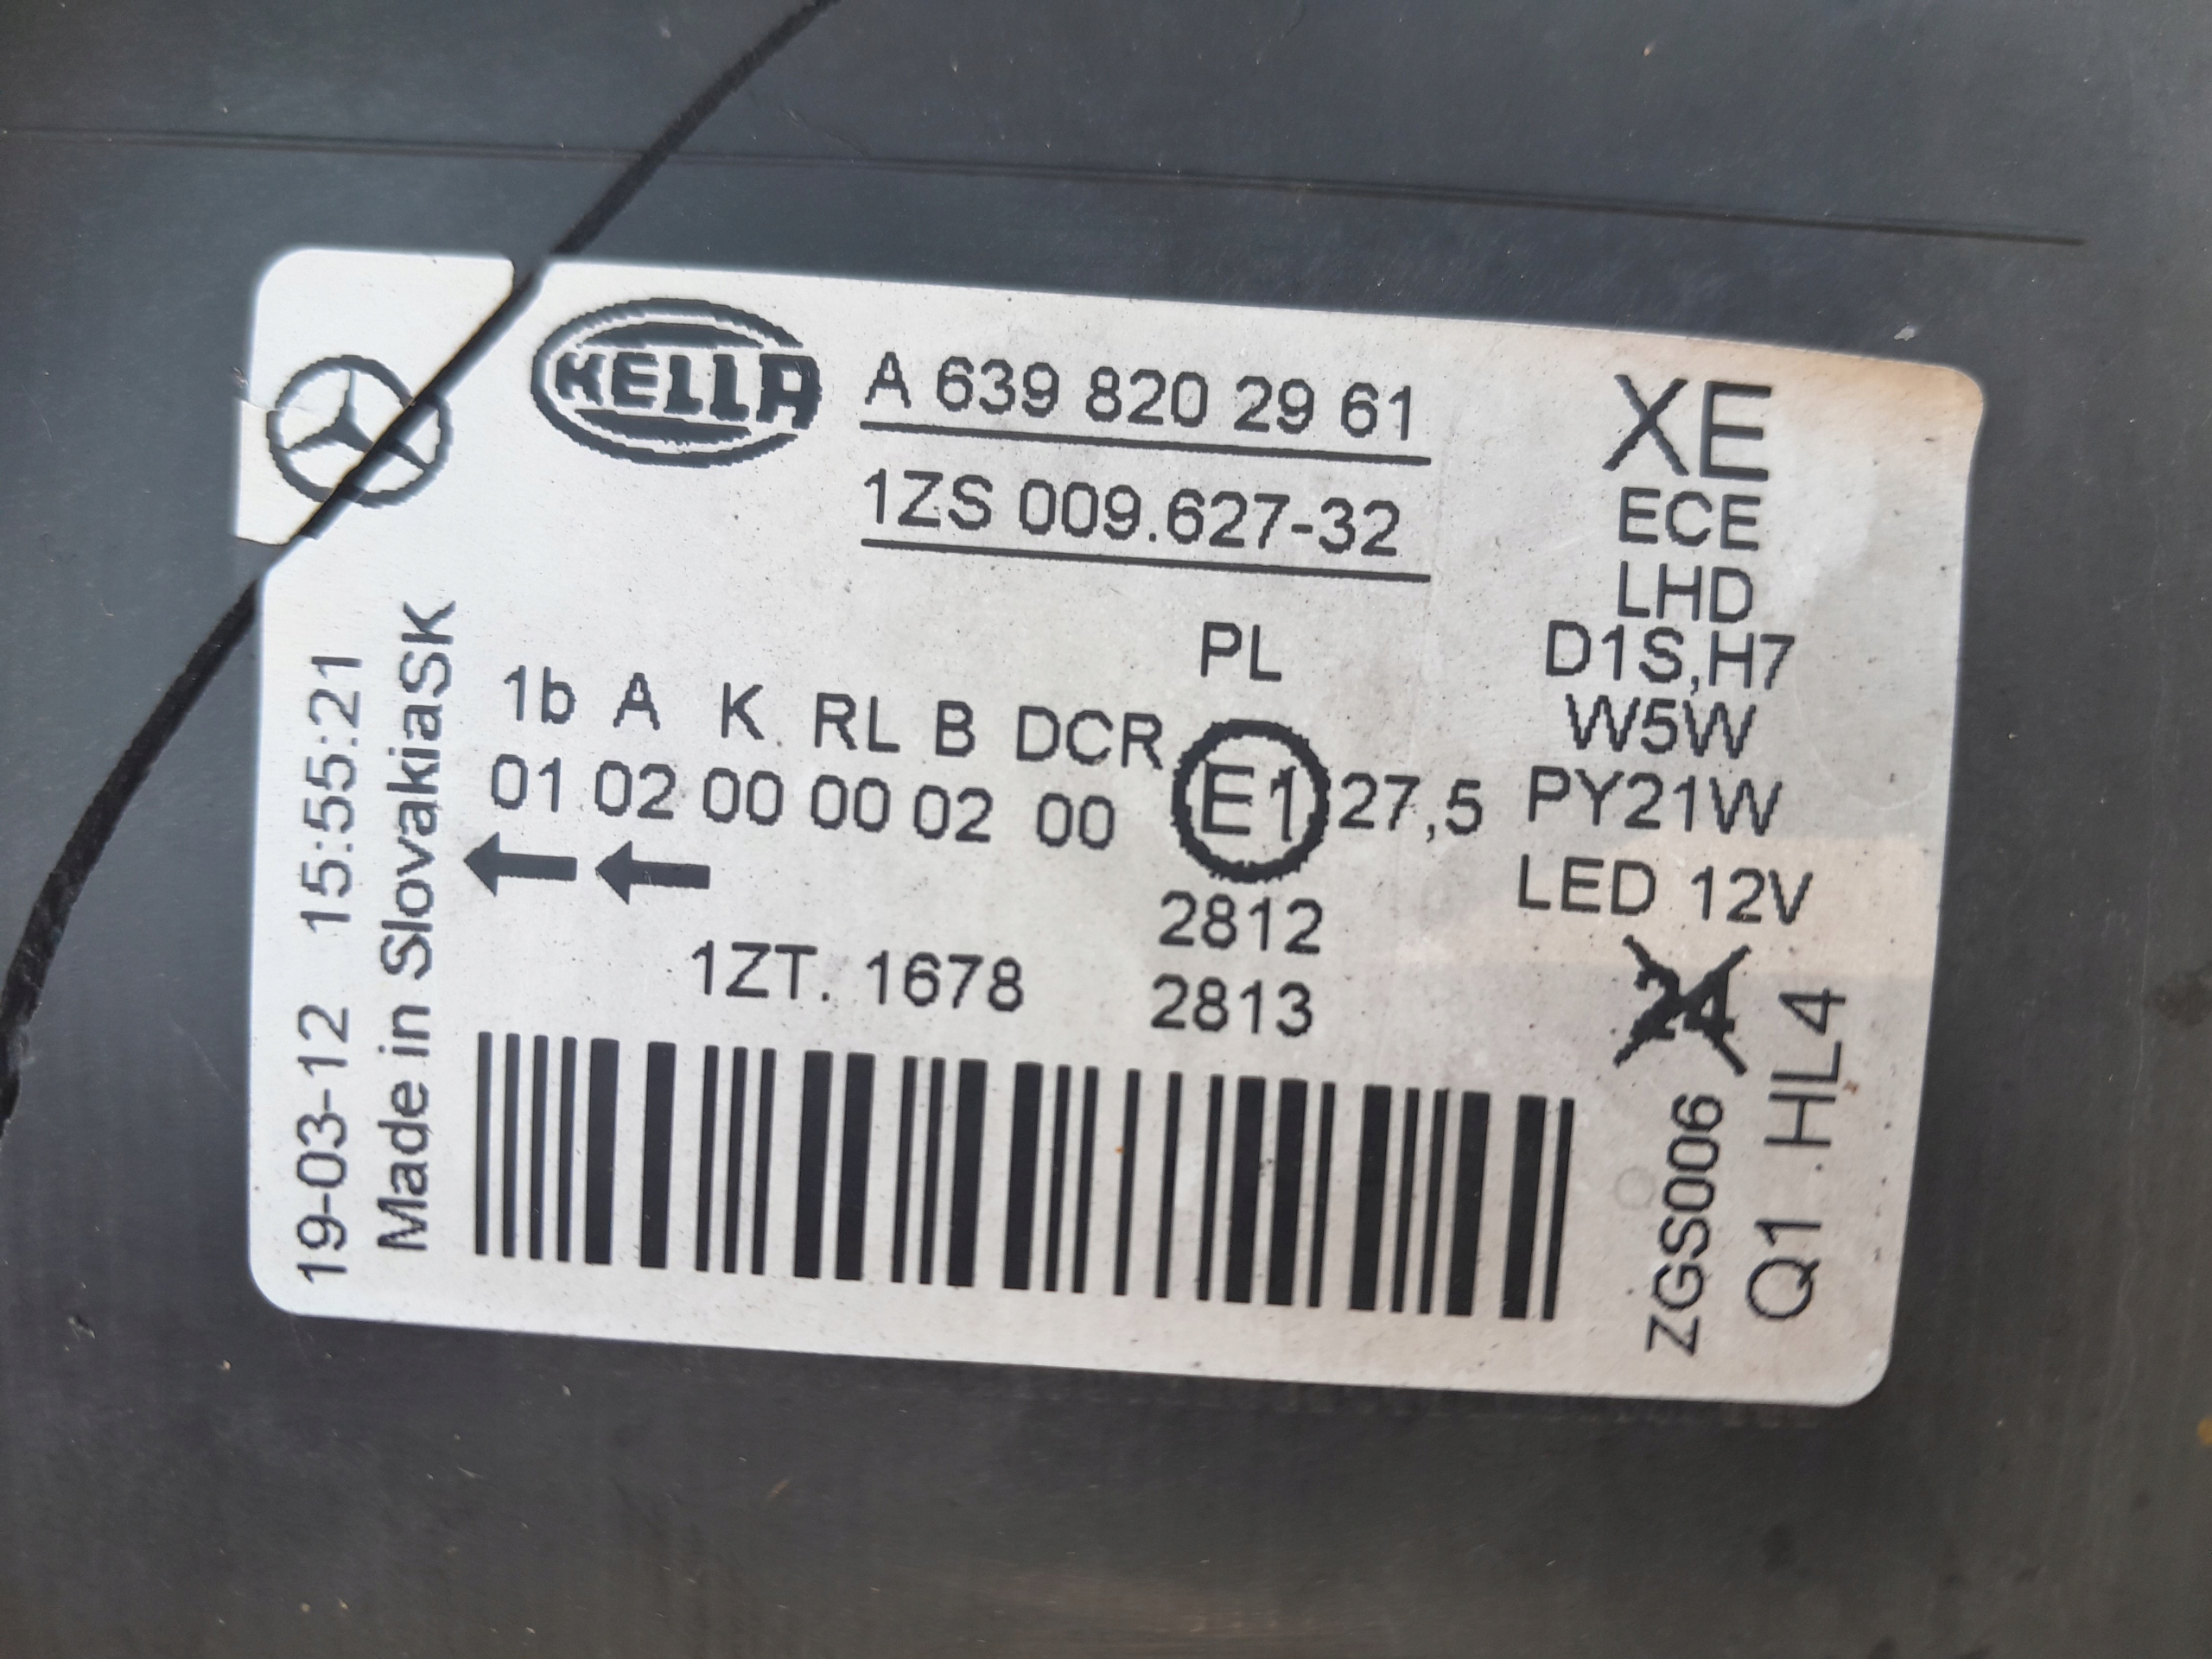 HELLA
A 639 820 29 61
1ZS 009.627-32
XE
ECE
LHD
D1S,H7
W5W
PY21W
LED 12V
PL
1b A K RL B DCR
01 02 00 00 02 00
E1 27,5
2812
2813
1ZT. 1678
19-03-12 15:55:21
Made in SlovakiaSK
ZGS006
Q1 HL4